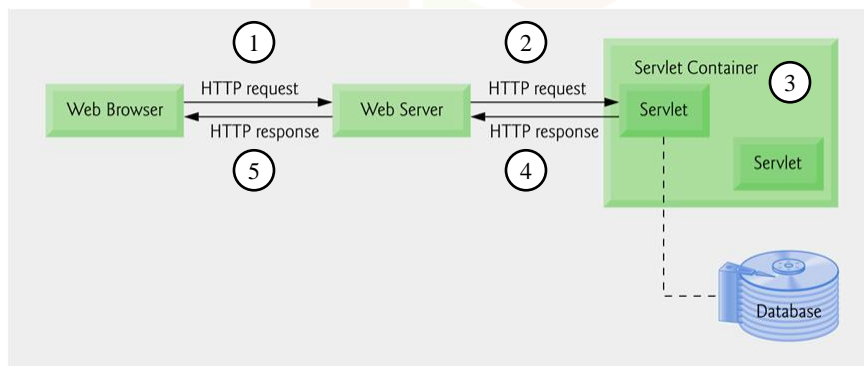 1
2
Servlet Container
3
HTTP request
HTTP request
Web Browser
Web Server
Servlet
HTTP response
HTTP response
5
4
Servlet
Database